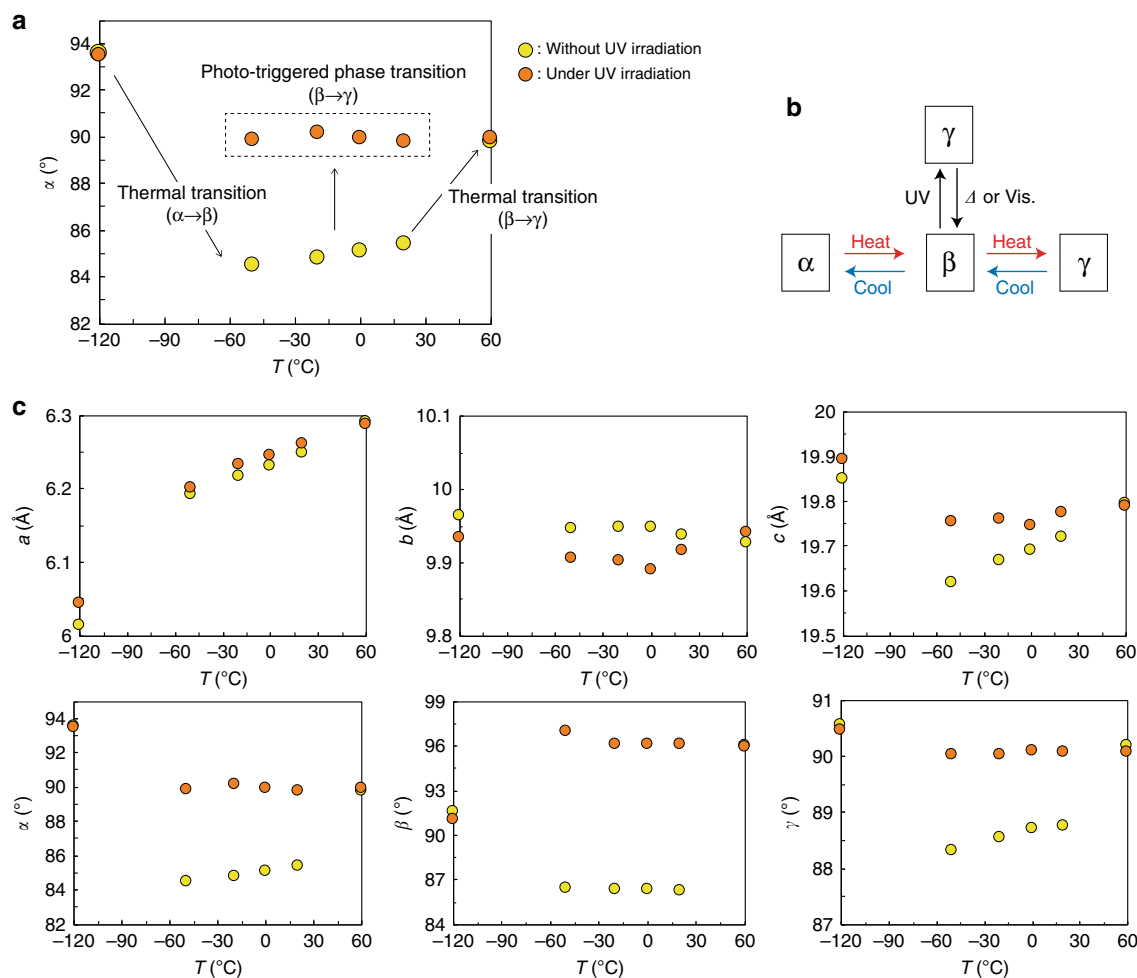 a
94
92
90
88
86
84
82
α (°)
−120
−90
−60
−30
0
30
60
T (°C)
Photo-triggered phase transition
(β→γ)
Thermal transition
(α→β)
Thermal transition
(β→γ)
: Without UV irradiation
: Under UV irradiation
b
γ
UV
Δ or Vis.
α
Heat
Cool
β
Heat
Cool
γ
c
6.3
6.2
6.1
6
a (Å)
−120 −90 −60 −30 0 30 60
T (°C)
10.1
10
9.9
9.8
b (Å)
−120 −90 −60 −30 0 30 60
T (°C)
20
19.9
19.8
19.7
19.6
19.5
c (Å)
−120 −90 −60 −30 0 30 60
T (°C)
94
92
90
88
86
84
82
α (°)
−120 −90 −60 −30 0 30 60
T (°C)
99
96
93
90
87
84
β (°)
−120 −90 −60 −30 0 30 60
T (°C)
91
90
89
88
87
γ (°)
−120 −90 −60 −30 0 30 60
T (°C)